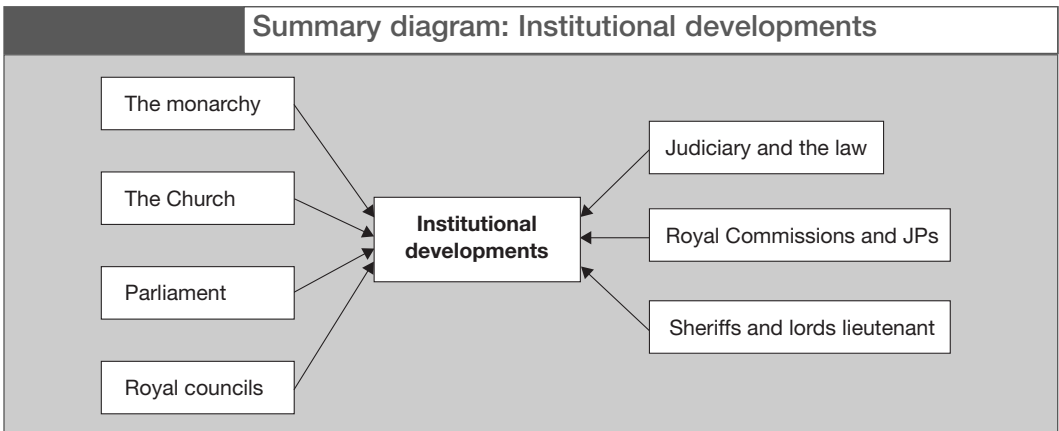 Summary diagram: Institutional developments
The monarchy
The Church
Parliament
Royal councils
Institutional
developments
Judiciary and the law
Royal Commissions and JPs
Sheriffs and lords lieutenant